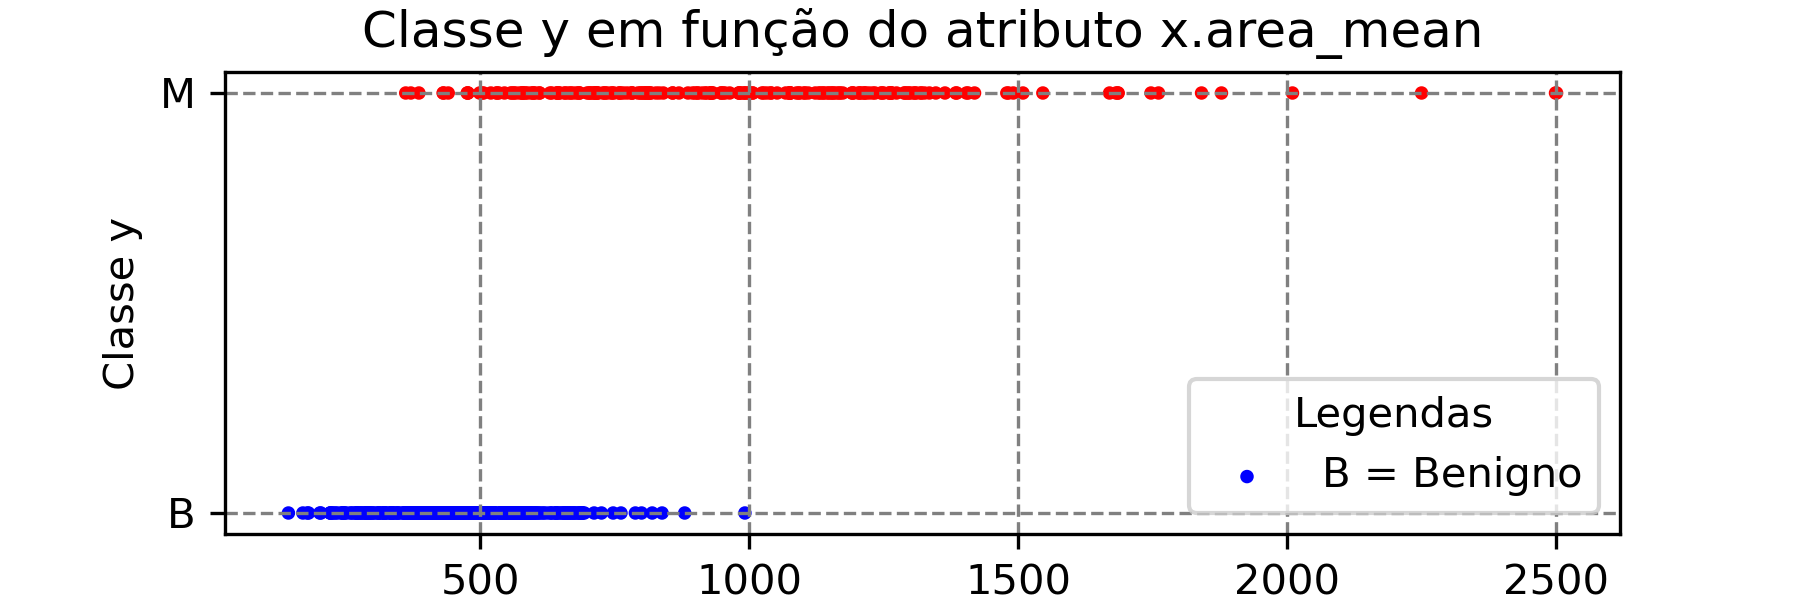 Classe y em função do atributo x.area_mean
M
Classe y
B
Legendas
B = Benigno
500
1000
1500
2000
2500